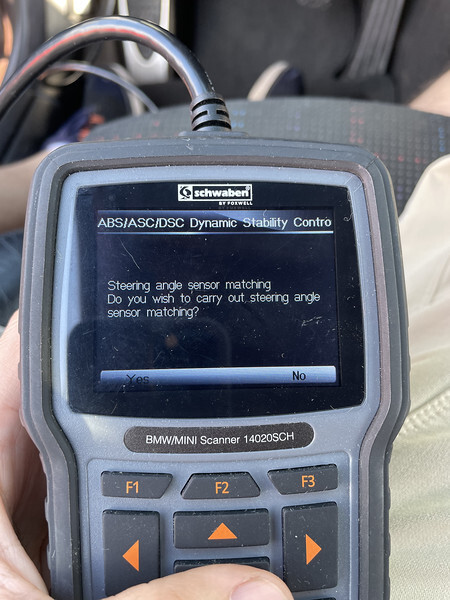 schwaben®
BY FOXWELL
ABS/ASC/DSC Dynamic Stability Contro
Steering angle sensor matching
Do you wish to carry out steering angle
sensor matching?
Yes No
BMW/MINI Scanner 14020SCH
F1 F2 F3